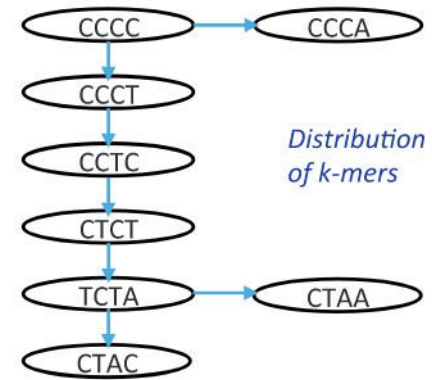 CCCC
CCCA
CCCT
Distribution
of k-mers
CCTC
CTCT
TCTA
CTAA
CTAC